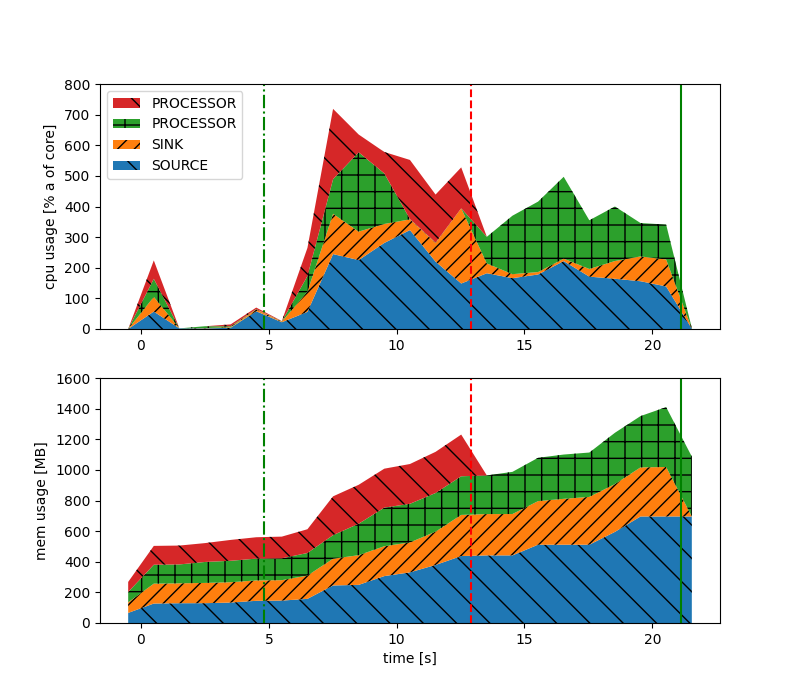 800
700
600
500
400
300
200
100
0
cpu usage [% a of core]
PROCESSOR
PROCESSOR
SINK
SOURCE
0 5 10 15 20
1600
1400
1200
1000
800
600
400
200
0
mem usage [MB]
0 5 10 15 20
time [s]